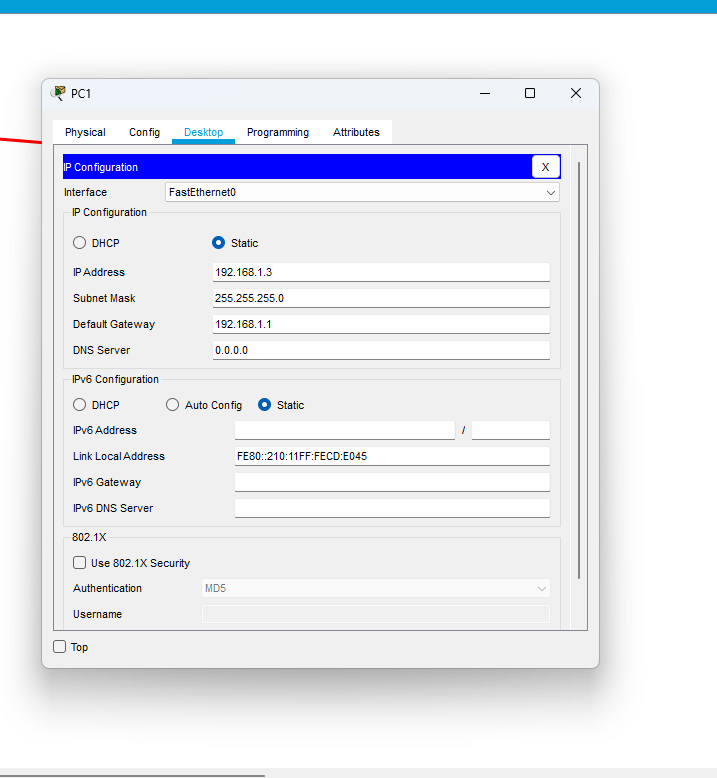 PC1
Physical Config Desktop Programming Attributes
IP Configuration X
Interface FastEthernet0
IP Configuration
DHCP Static
IP Address 192.168.1.3
Subnet Mask 255.255.255.0
Default Gateway 192.168.1.1
DNS Server 0.0.0.0
IPv6 Configuration
DHCP Auto Config Static
IPv6 Address /
Link Local Address FE80::210:11FF:FECD:E045
IPv6 Gateway
IPv6 DNS Server
802.1X
Use 802.1X Security
Authentication MD5
Username
Top